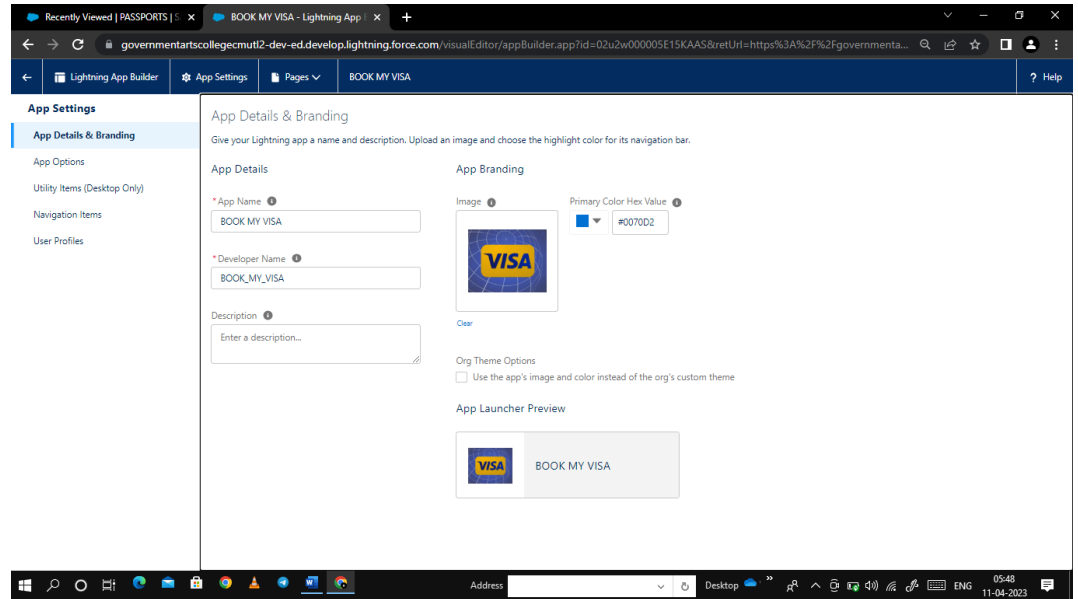 Recently Viewed | PASSPORTS | S
BOOK MY VISA - Lightning App E
governmentartscollegecmutl2-dev-ed.develop.lightning.force.com/visualEditor/appBuilder.app?id=02u2w000005E15KAAS&retUrl=https%3A%2F%2Fgovernmenta...
Lightning App Builder
App Settings
Pages
BOOK MY VISA
? Help
App Settings
App Details & Branding
App Options
Utility Items (Desktop Only)
Navigation Items
User Profiles
App Details & Branding
Give your Lightning app a name and description. Upload an image and choose the highlight color for its navigation bar.
App Details
App Branding
*App Name
Image
Primary Color Hex Value
BOOK MY VISA
#0070D2
VISA
*Developer Name
BOOK_MY_VISA
Description
Clear
Enter a description...
Org Theme Options
Use the app's image and color instead of the org's custom theme
App Launcher Preview
VISA
BOOK MY VISA
Address
Desktop
»
ENG
05:48
11-04-2023